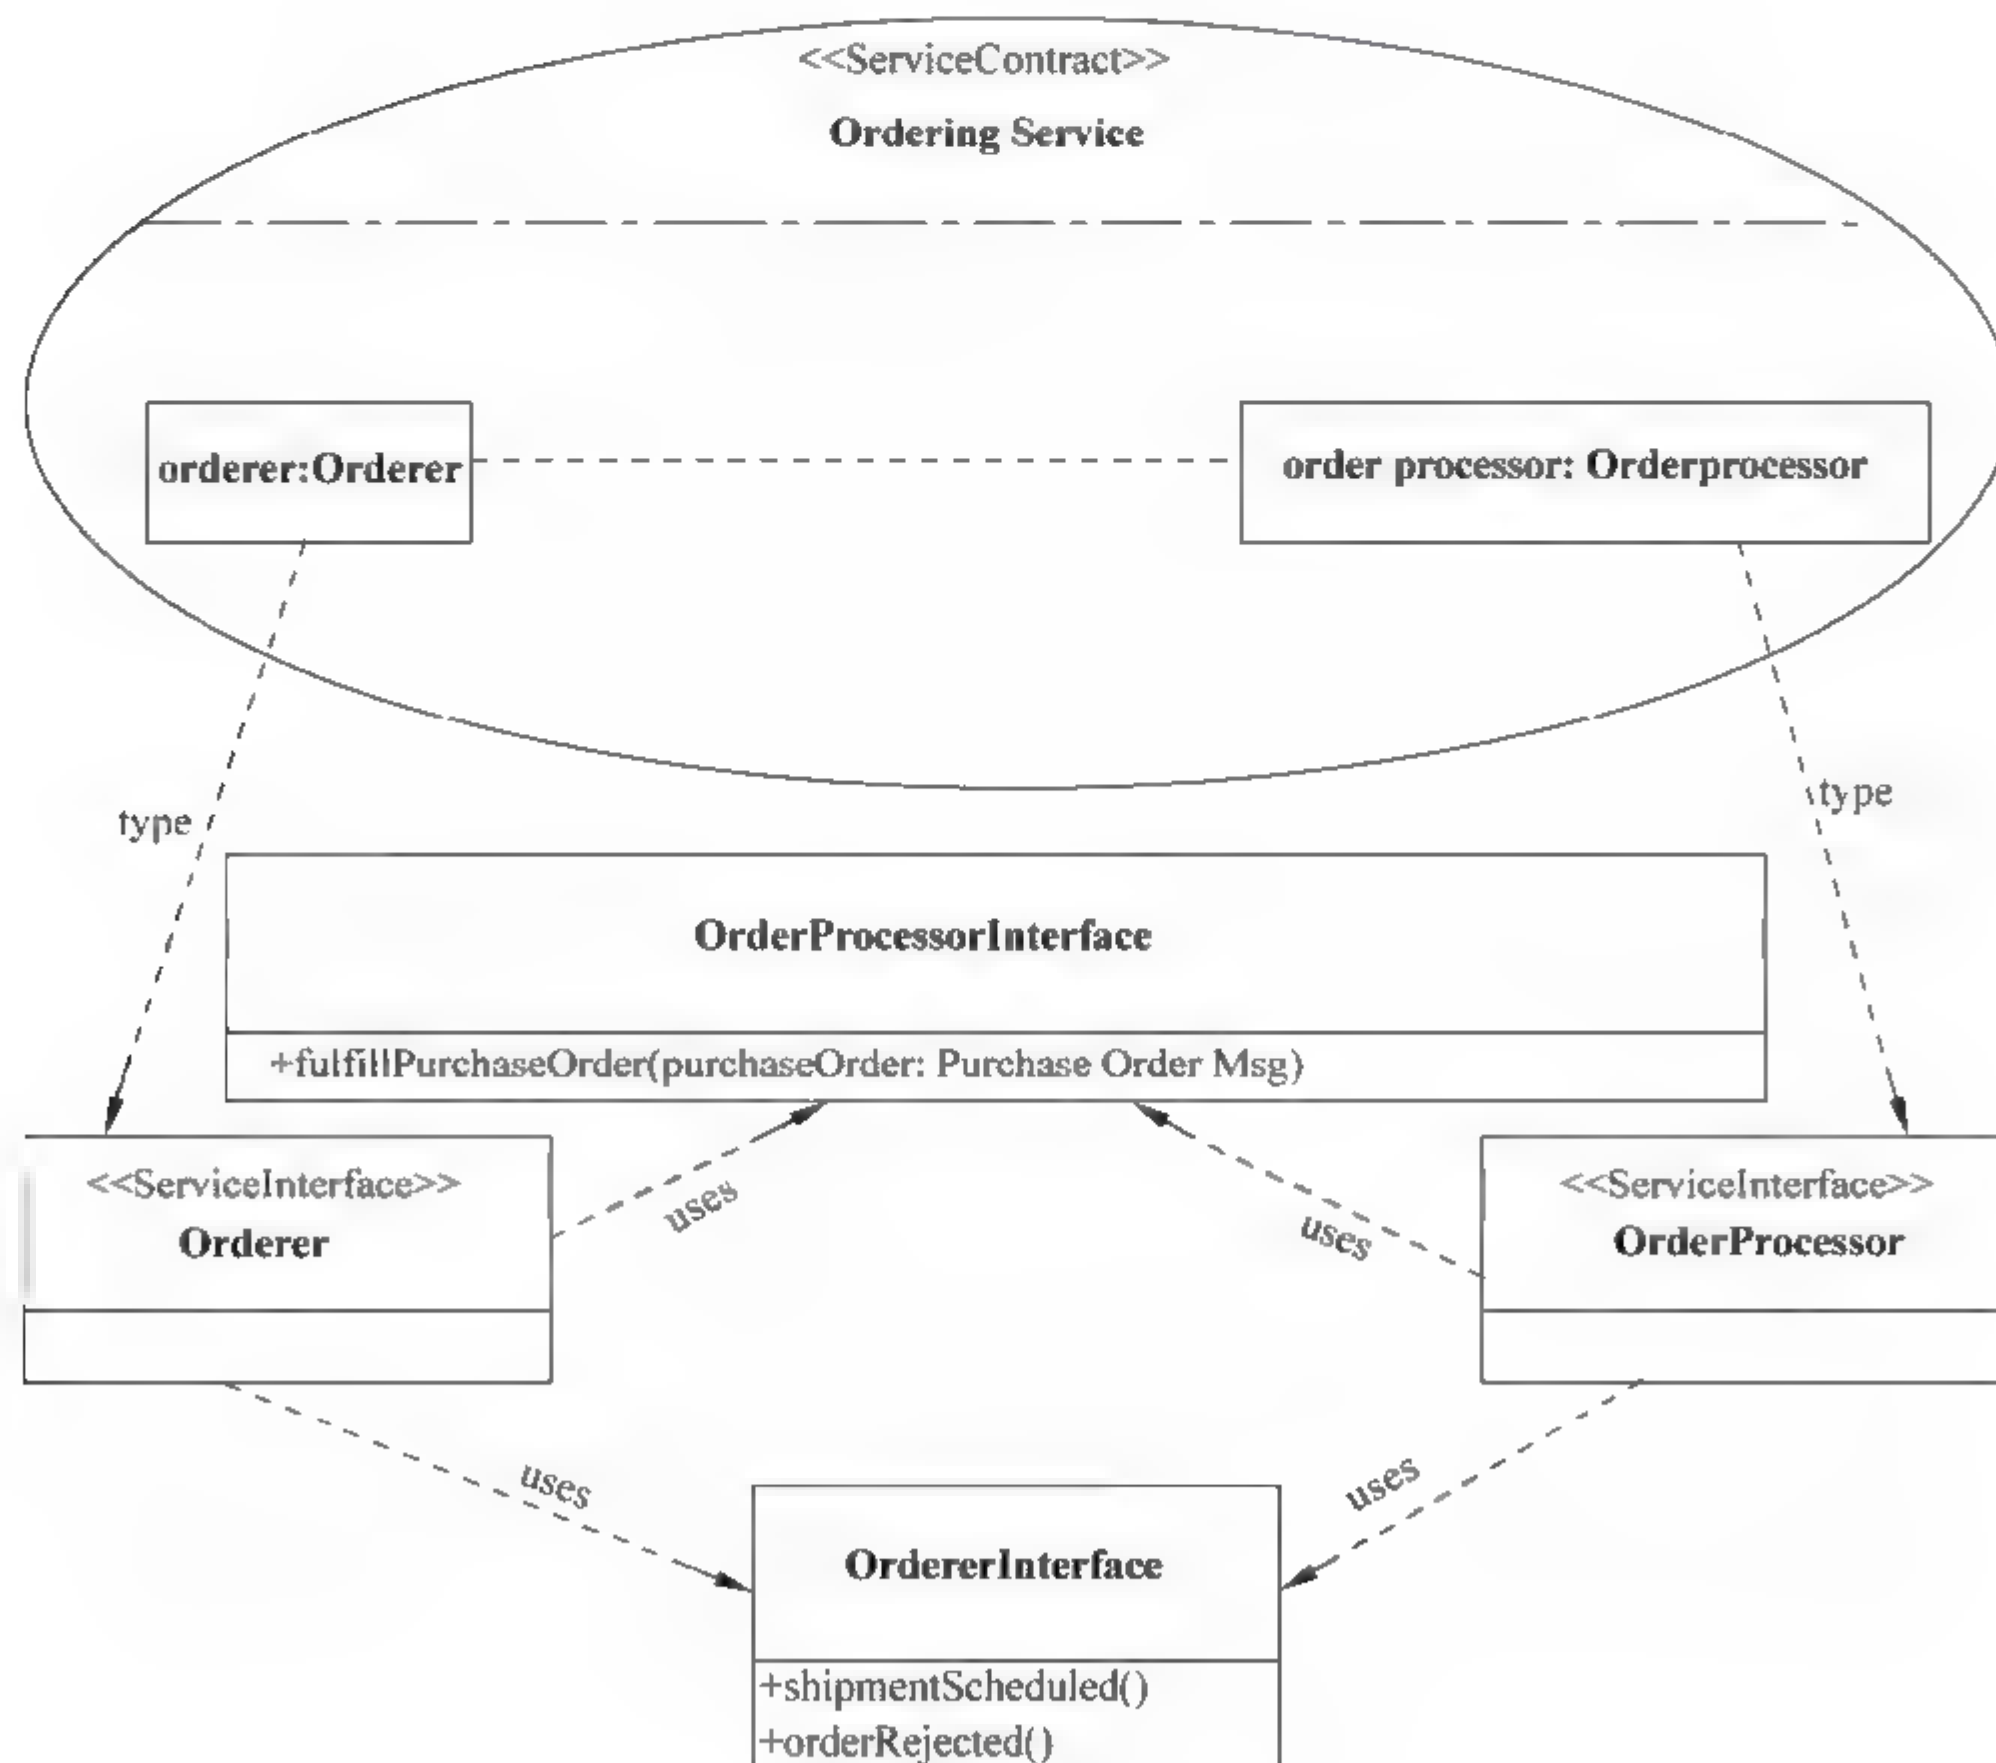 <<ServiceContract>>
Ordering Service
orderer:Orderer
order processor: Orderprocessor
type
type
OrderProcessorInterface
+fulfillPurchaseOrder(purchaseOrder: Purchase Order Msg)
<<ServiceInterface>>
Orderer
uses
uses
<<ServiceInterface>>
OrderProcessor
uses
uses
OrdererInterface
+shipmentScheduled()
+orderRejected()